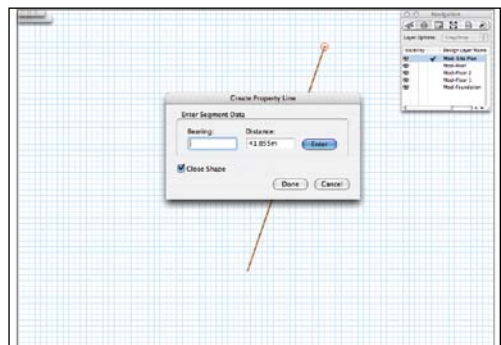 Navigation
Layer Options:
Visibility Design Layer Name
Mod-Site Plan
Mod-Roof
Mod-Floor 2
Mod-Floor 1
Mod-Foundation
Create Property Line
Enter Segment Data
Bearing: Distance:
41.055m Enter
Close Shape
Done Cancel